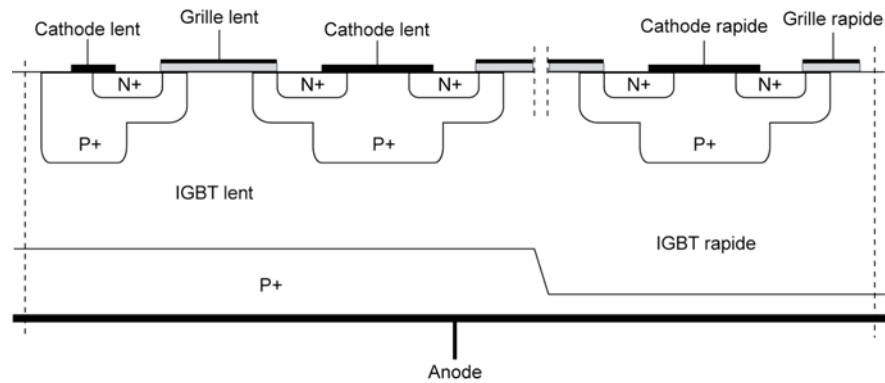 Cathode lent
Grille lent
Cathode lent
Cathode rapide
Grille rapide
N+
N+
N+
N+
N+
P+
P+
P+
IGBT lent
IGBT rapide
P+
Anode